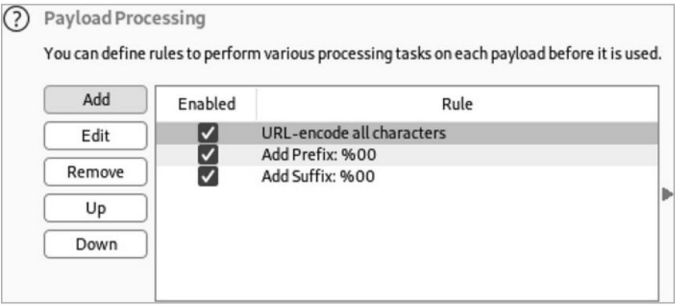 ? Payload Processing
You can define rules to perform various processing tasks on each payload before it is used.
Add
Enabled Rule
Edit
URL-encode all characters
Add Prefix: %00
Remove
Add Suffix: %00
Up
Down